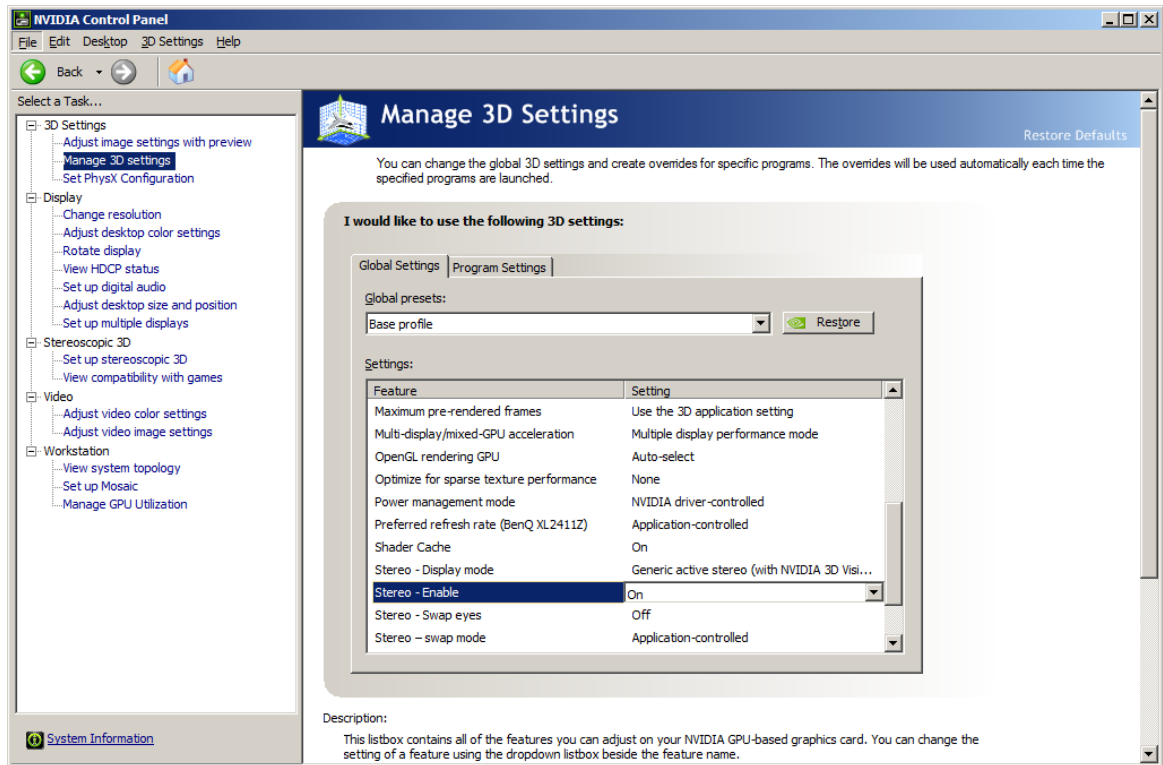 NVIDIA Control Panel
File Edit Desktop 3D Settings Help
Back
Select a Task...
3D Settings
Adjust image settings with preview
Manage 3D settings
Set PhysX Configuration
Display
Change resolution
Adjust desktop color settings
Rotate display
View HDCP status
Set up digital audio
Adjust desktop size and position
Set up multiple displays
Stereoscopic 3D
Set up stereoscopic 3D
View compatibility with games
Video
Adjust video color settings
Adjust video image settings
Workstation
View system topology
Set up Mosaic
Manage GPU Utilization
System Information
Manage 3D Settings
Restore Defaults
You can change the global 3D settings and create overrides for specific programs. The overrides will be used automatically each time the
specified programs are launched.
I would like to use the following 3D settings:
Global Settings Program Settings
Global presets:
Base profile Restore
Settings:
Feature Setting
Maximum pre-rendered frames Use the 3D application setting
Multi-display/mixed-GPU acceleration Multiple display performance mode
OpenGL rendering GPU Auto-select
Optimize for sparse texture performance None
Power management mode NVIDIA driver-controlled
Preferred refresh rate (BenQ XL2411Z) Application-controlled
Shader Cache On
Stereo - Display mode Generic active stereo (with NVIDIA 3D Visi...
Stereo - Enable On
Stereo - Swap eyes Off
Stereo – swap mode Application-controlled
Description:
This listbox contains all of the features you can adjust on your NVIDIA GPU-based graphics card. You can change the
setting of a feature using the dropdown listbox beside the feature name.